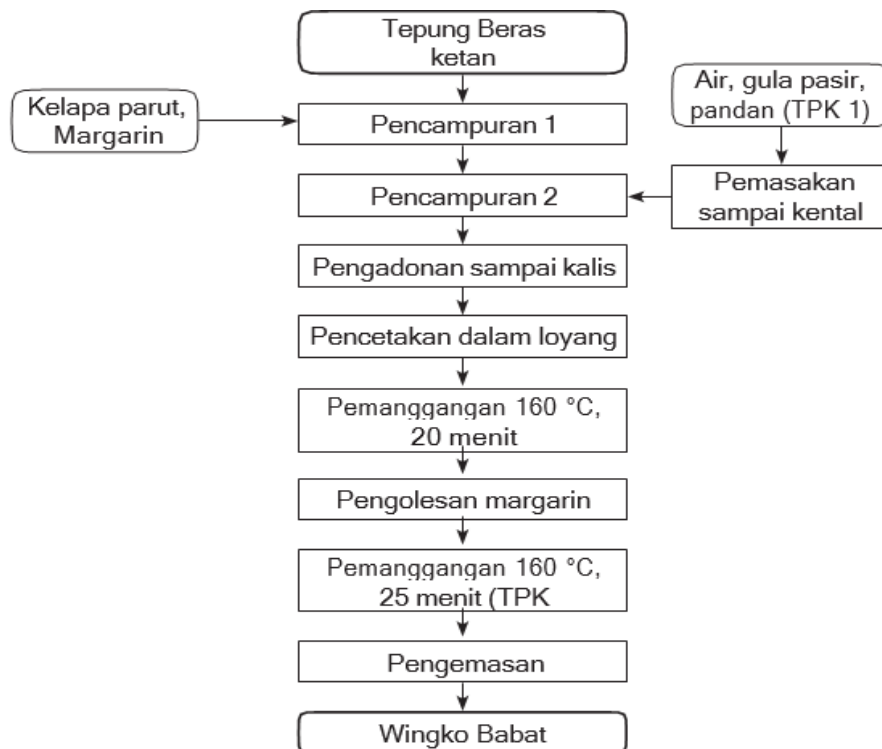 Tepung Beras
ketan
Kelapa parut,
Margarin
Pencampuran 1
Air, gula pasir,
pandan (TPK 1)
Pemasakan
sampai kental
Pencampuran 2
Pengadonan sampai kalis
Pencetakan dalam loyang
Pemanggangan 160 °C,
20 menit
Pengolesan margarin
Pemanggangan 160 °C,
25 menit (TPK
Pengemasan
Wingko Babat